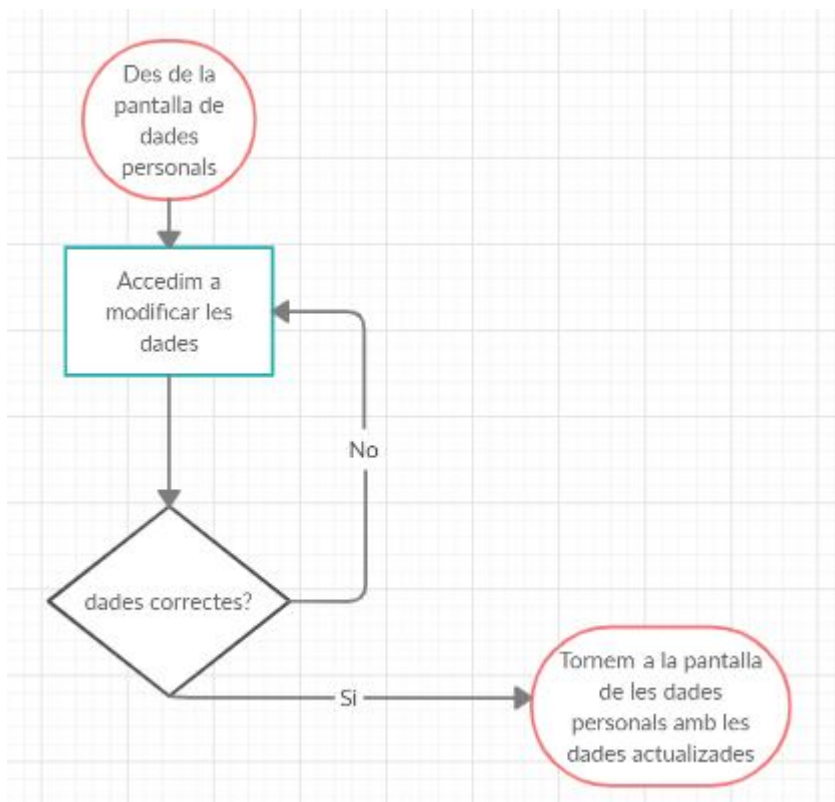 Des de la
pantalla de
dades
personals
Accedim a
modificar les
dades
No
dades correctes?
Si
Tornem a la pantalla
de les dades
personals amb les
dades actualizades